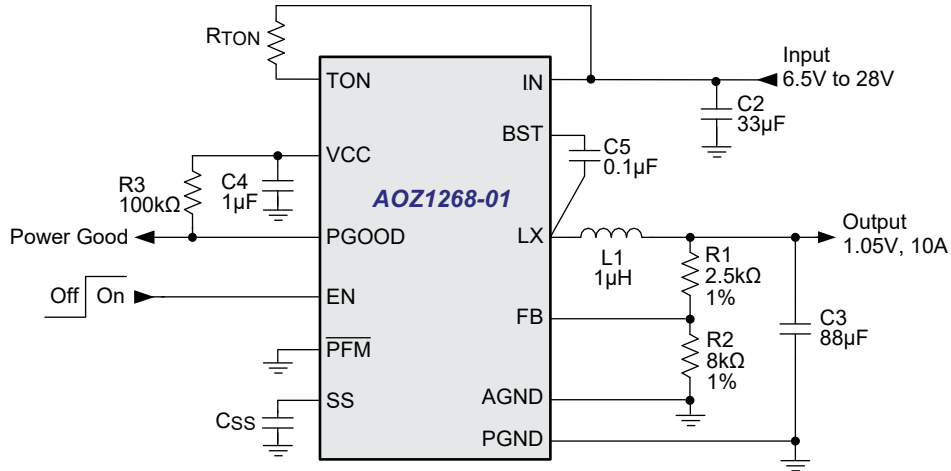 RTON
TON
IN
Input
6.5V to 28V
C2
33µF
BST
C5
0.1µF
VCC
R3
100kΩ
C4
1µF
AOZ1268-01
Power Good
PGOOD
LX
L1
1µH
Output
1.05V, 10A
R1
2.5kΩ
1%
Off On
EN
FB
R2
8kΩ
1%
C3
88µF
PFM
SS
CSS
AGND
PGND